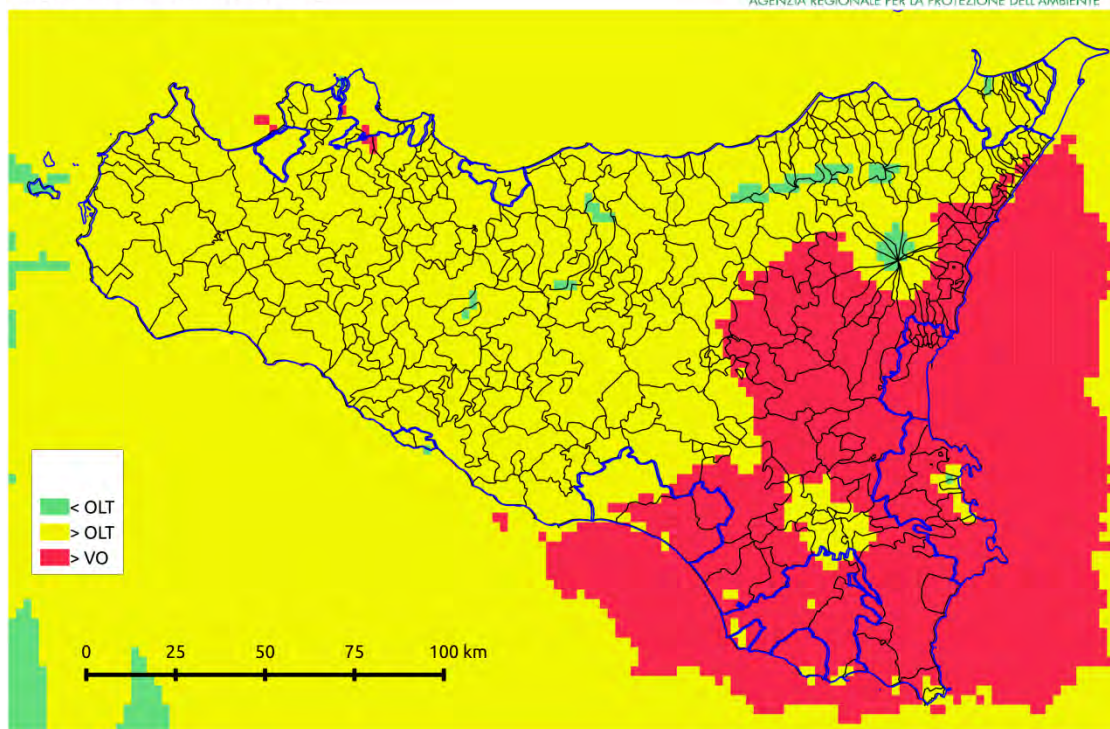 AGENZIA REGIONALE PER LA PROTEZIONE DELL'AMBIENTE
< OLT
> OLT
> VO
0 25 50 75 100 km